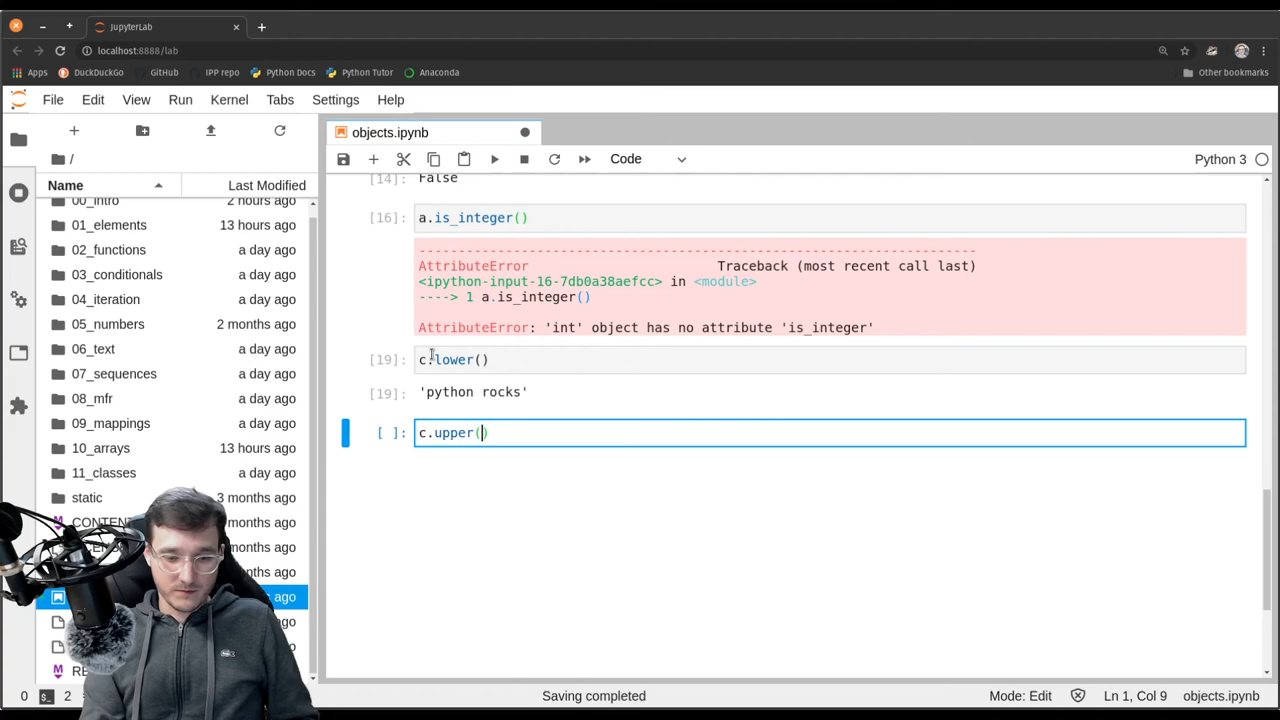 JupyterLab
localhost:8888/lab
Apps DuckDuckGo GitHub IPP repo Python Docs Python Tutor Anaconda Other bookmarks
File Edit View Run Kernel Tabs Settings Help
objects.ipynb
/
Code Python 3
Name Last Modified
00_intro 2 hours ago
01_elements 13 hours ago
02_functions a day ago
03_conditionals a day ago
04_iteration a day ago
05_numbers 2 months ago
06_text a day ago
07_sequences a day ago
08_mfr a day ago
09_mappings a day ago
10_arrays 13 hours ago
11_classes a day ago
static 3 months ago
months ago
months ago
months ago
ago
ago
ago
ago
[14]: False
[16]: a.is_integer()
---------------------------------------------------------------------------
AttributeError Traceback (most recent call last)
<ipython-input-16-7db0a38aefcc> in <module>
----> 1 a.is_integer()
AttributeError: 'int' object has no attribute 'is_integer'
[19]: c.lower()
[19]: 'python rocks'
[ ]: c.upper()
0 2 Saving completed Mode: Edit Ln 1, Col 9 objects.ipynb